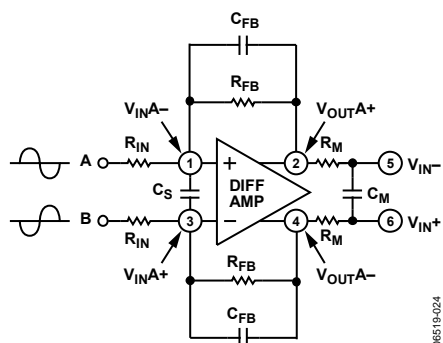 CFB
RFB
VINA–
VOUTA+
RIN
RM
A
1
+
2
5
VIN–
CS
DIFF
AMP
CM
B
3
–
4
6
VIN+
RIN
RM
VINA+
RFB
VOUTA–
CFB
06519-024